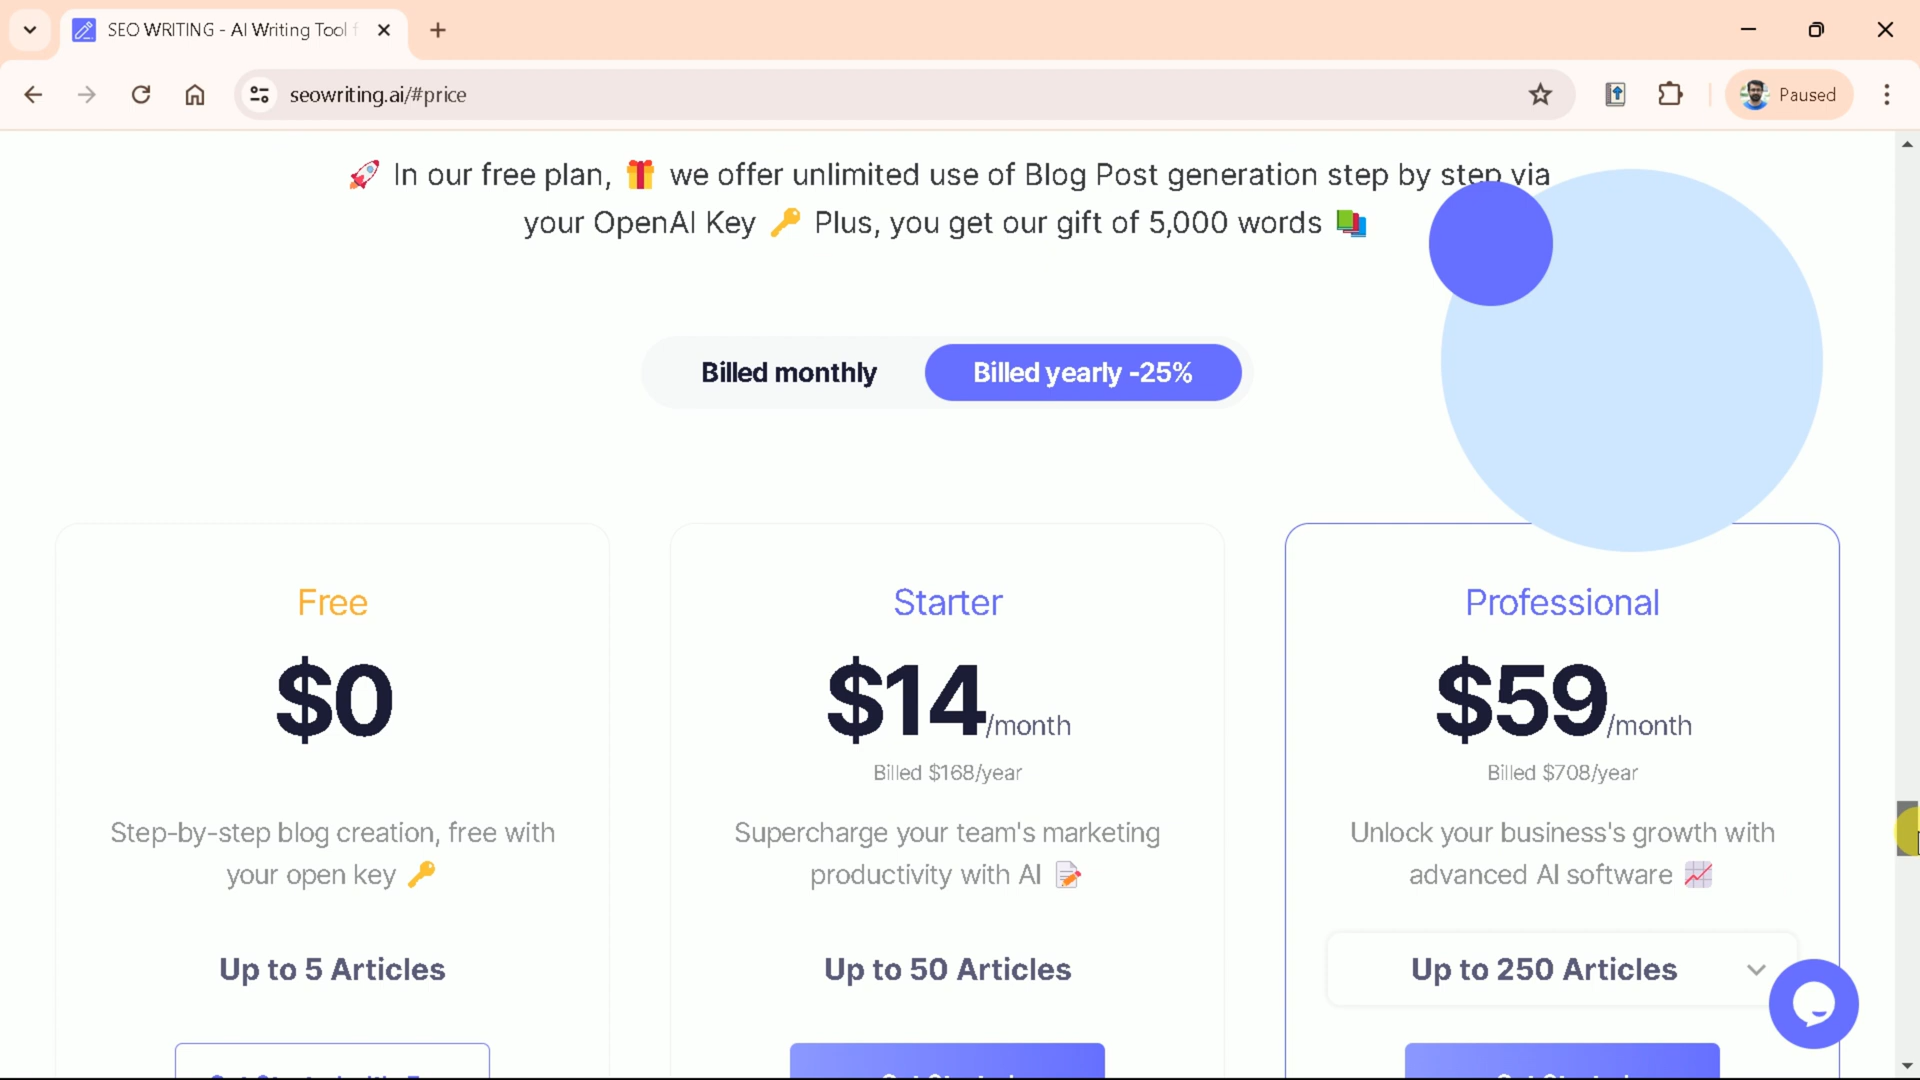 SEO WRITING - AI Writing Tool f
seowriting.ai/#price
Paused
🚀 In our free plan, 🎁 we offer unlimited use of Blog Post generation step by step via
your OpenAI Key 🔑 Plus, you get our gift of 5,000 words 📚
Billed monthly
Billed yearly -25%
Free
$0
Step-by-step blog creation, free with
your open key 🔑
Up to 5 Articles
Starter
$14/month
Billed $168/year
Supercharge your team's marketing
productivity with AI 📝
Up to 50 Articles
Professional
$59/month
Billed $708/year
Unlock your business's growth with
advanced AI software 📈
Up to 250 Articles